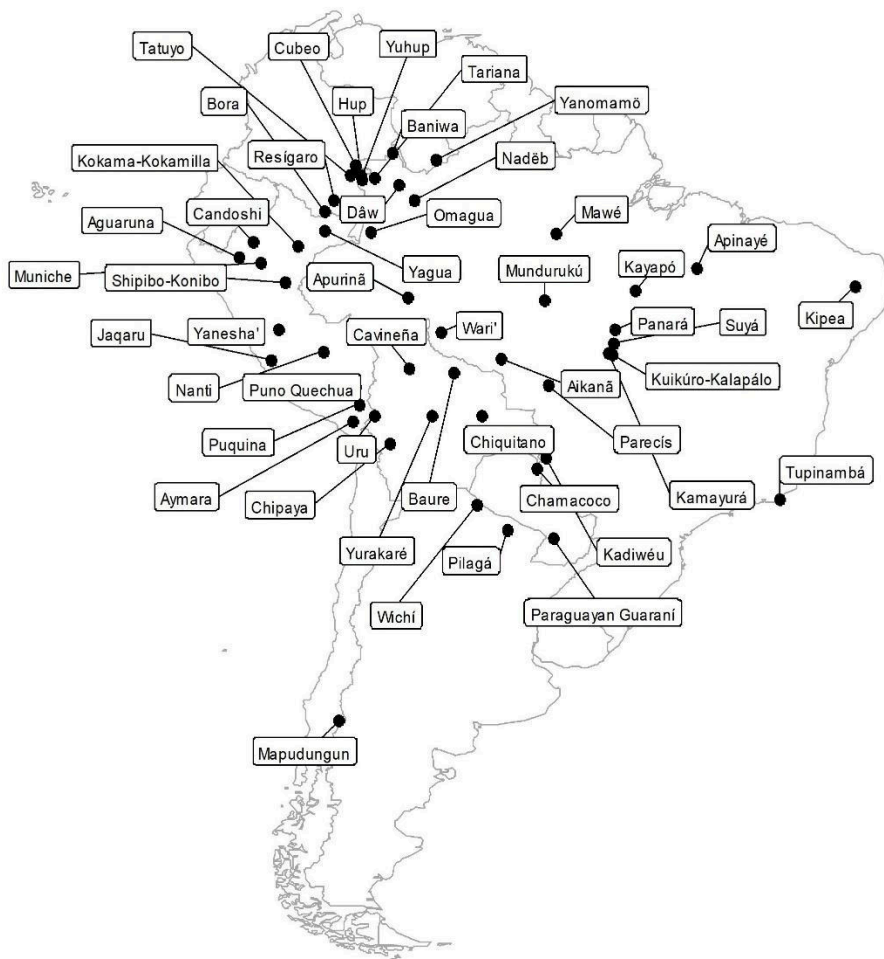 Tatuyo
Cubeo
Yuhup
Tariana
Bora
Hup
Baniwa
Yanomamö
Kokama-Kokamilla
Resígaro
Nadëb
Aguaruna
Candoshi
Dâw
Omagua
Mawé
Apinayé
Muniche
Shipibo-Konibo
Apurinã
Yagua
Mundurukú
Kayapó
Kipea
Jaqaru
Yanesha'
Cavineña
Wari'
Panará
Suyá
Nanti
Puno Quechua
Aikanã
Kuikúro-Kalapálo
Puquina
Uru
Chiquitano
Parecís
Aymara
Chipaya
Baure
Chamacoco
Kamayurá
Tupinambá
Yurakaré
Pilagá
Kadiwéu
Wichí
Paraguayan Guaraní
Mapudungun